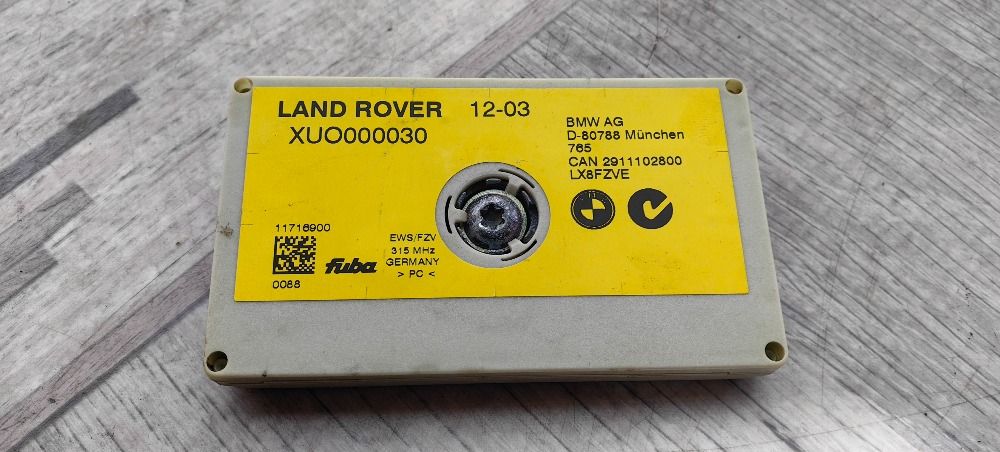 LAND ROVER 12-03
XUO000030
BMW AG
D-80788 München
765
CAN 2911102800
LX8FZVE
11716900
0088
fuba
EWS/FZV
315 MHz
GERMANY
> PC <